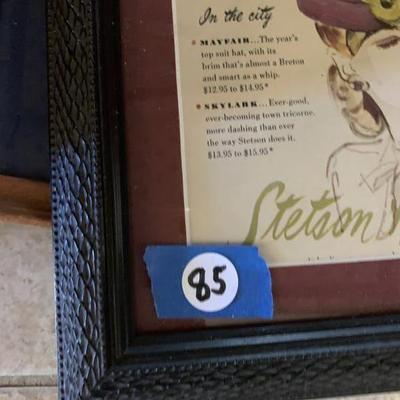 In the city
MAYFAIR...The year's
top suit hat, with its
brim that's almost a Breton
and smart as a whip.
$12.95 to $14.95*
SKYLARK...Ever-good,
ever-becoming town tricorne,
more dashing than ever
the way Stetson does it.
$13.95 to $15.95*
Stetson
85